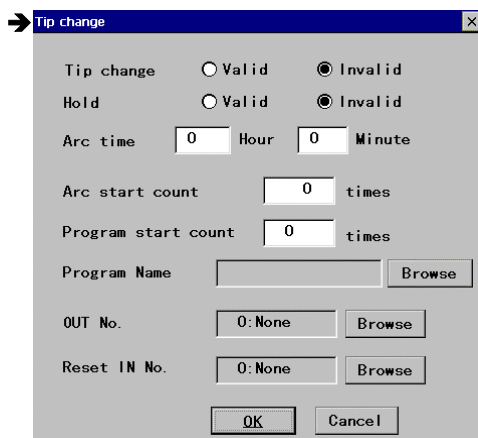 Tip change
Tip change Valid Invalid
Hold Valid Invalid
Arc time 0 Hour 0 Minute
Arc start count 0 times
Program start count 0 times
Program Name Browse
OUT No. 0:None Browse
Reset IN No. 0:None Browse
OK Cancel